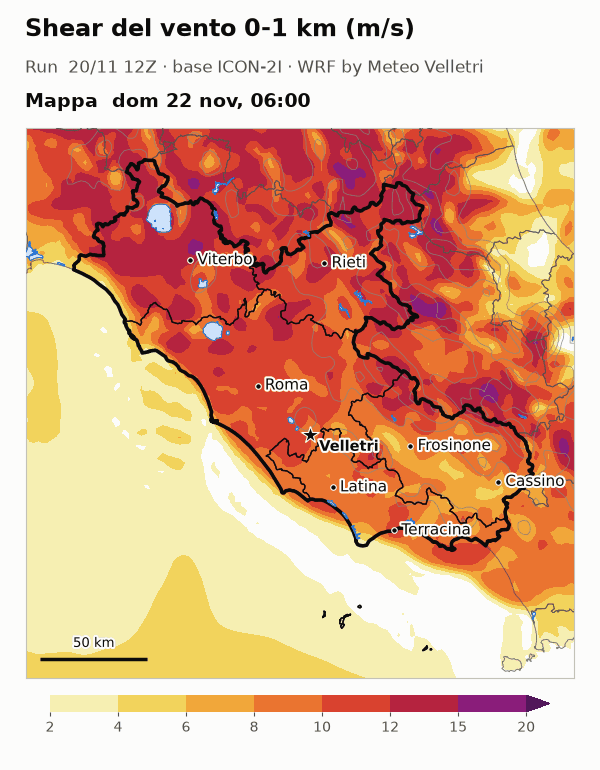 Shear del vento 0-1 km (m/s)
Run  20/11 12Z · base ICON-2I · WRF by Meteo Velletri
Mappa  dom 22 nov, 06:00
Viterbo
Rieti
Roma
Velletri
Frosinone
Cassino
Latina
Terracina
50 km
2 4 6 8 10 12 15 20